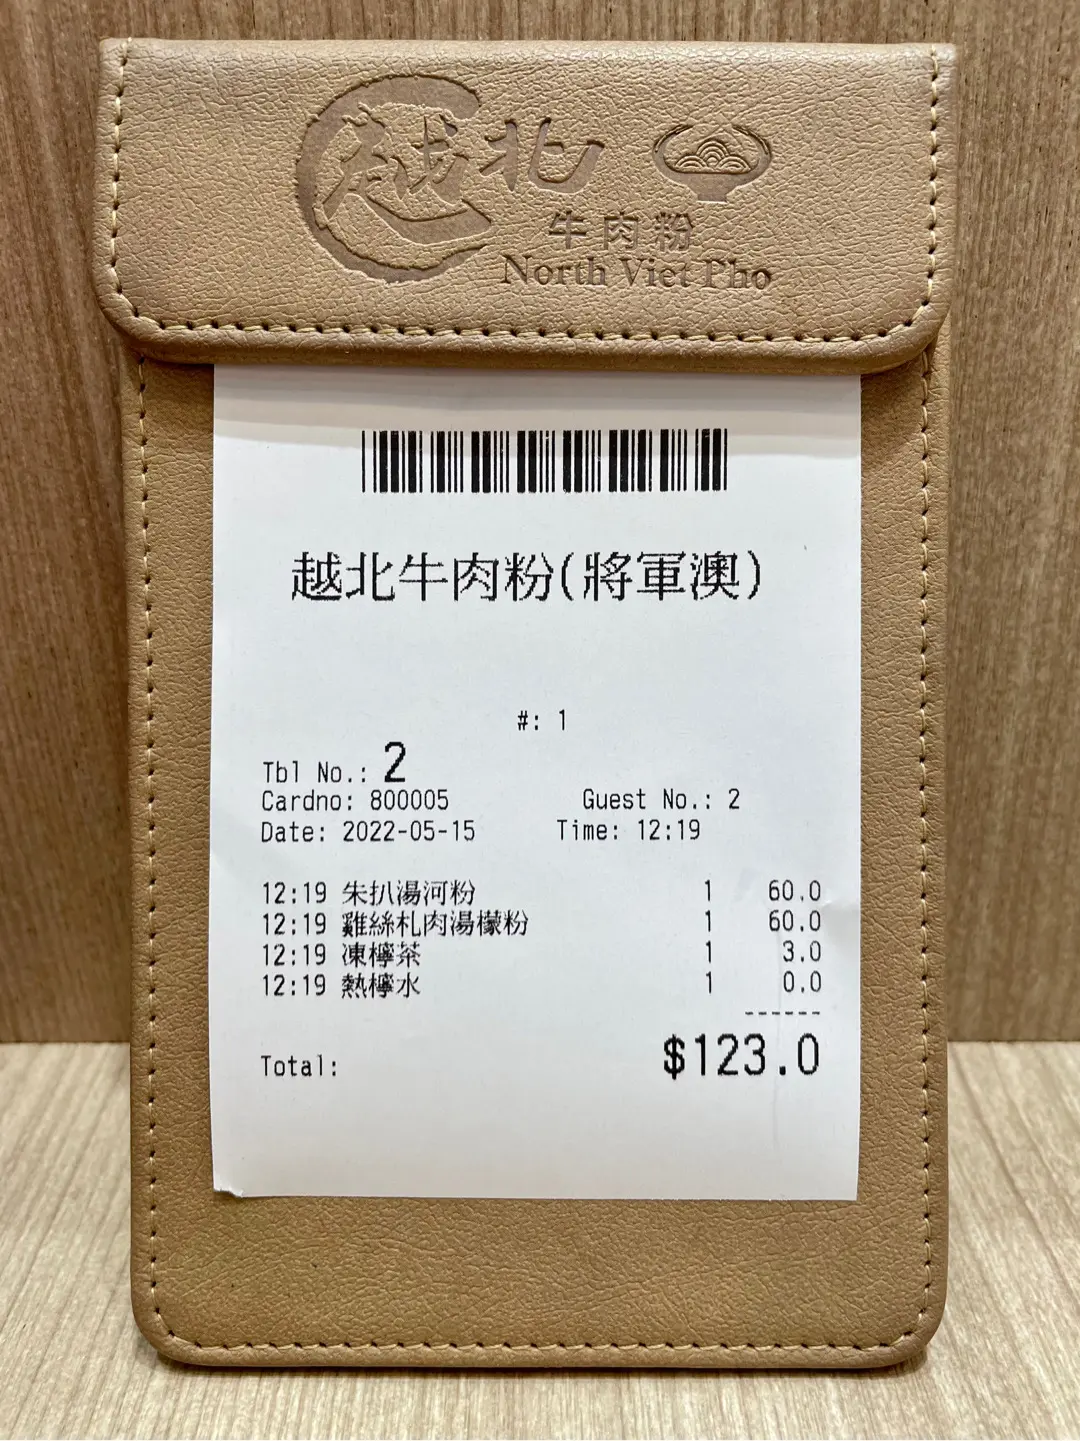 越北
牛肉粉
North Viet Pho
越北牛肉粉(將軍澳)
#: 1
Tbl No.: 2
Cardno: 800005 Guest No.: 2
Date: 2022-05-15 Time: 12:19
12:19 朱扒湯河粉 1 60.0
12:19 雞絲札肉湯檬粉 1 60.0
12:19 凍檸茶 1 3.0
12:19 熱檸水 1 0.0
------
Total: $123.0